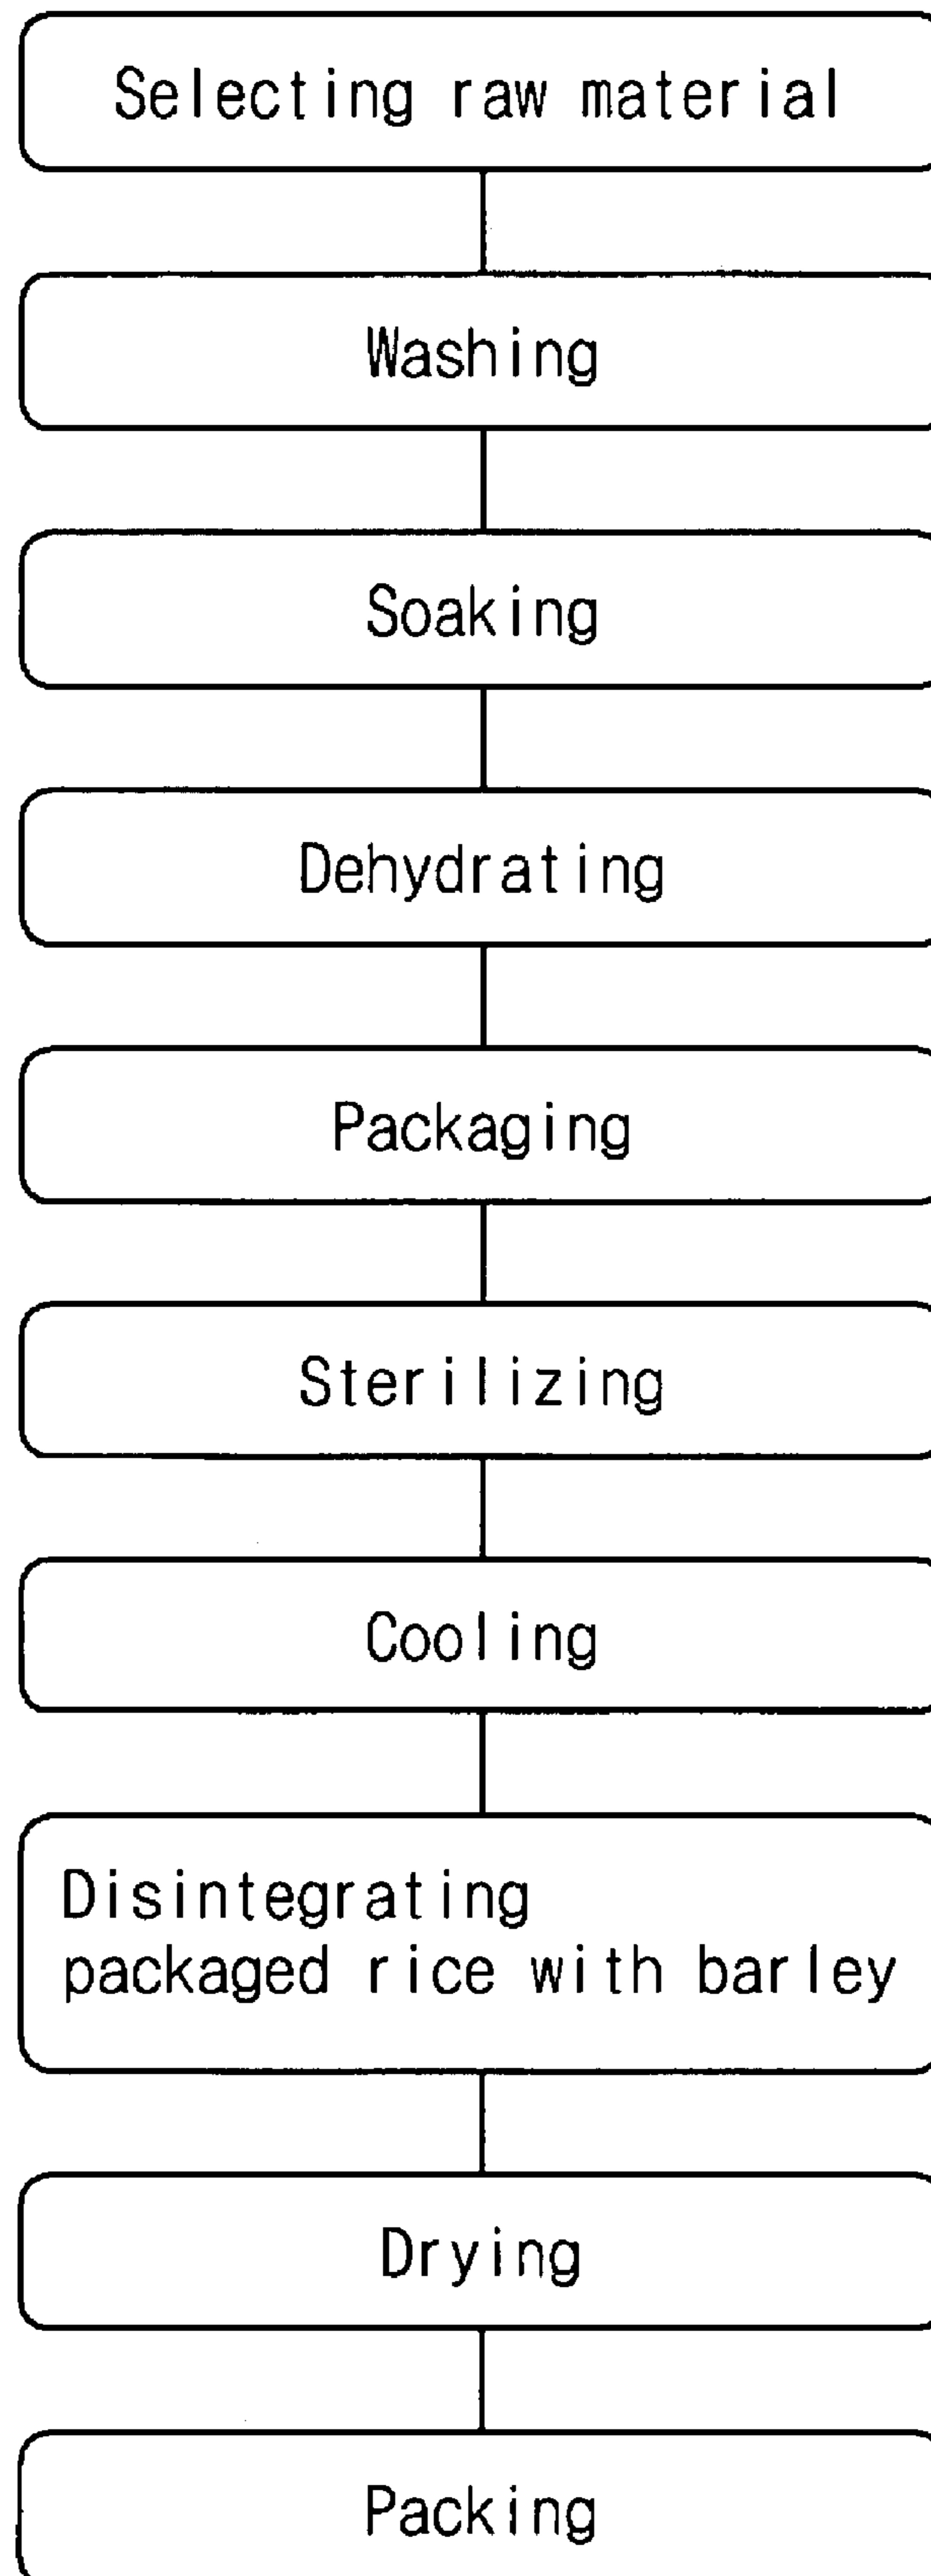 Selecting raw material
Washing
Soaking
Dehydrating
Packaging
Sterilizing
Cooling
Disintegrating
packaged rice with barley
Drying
Packing